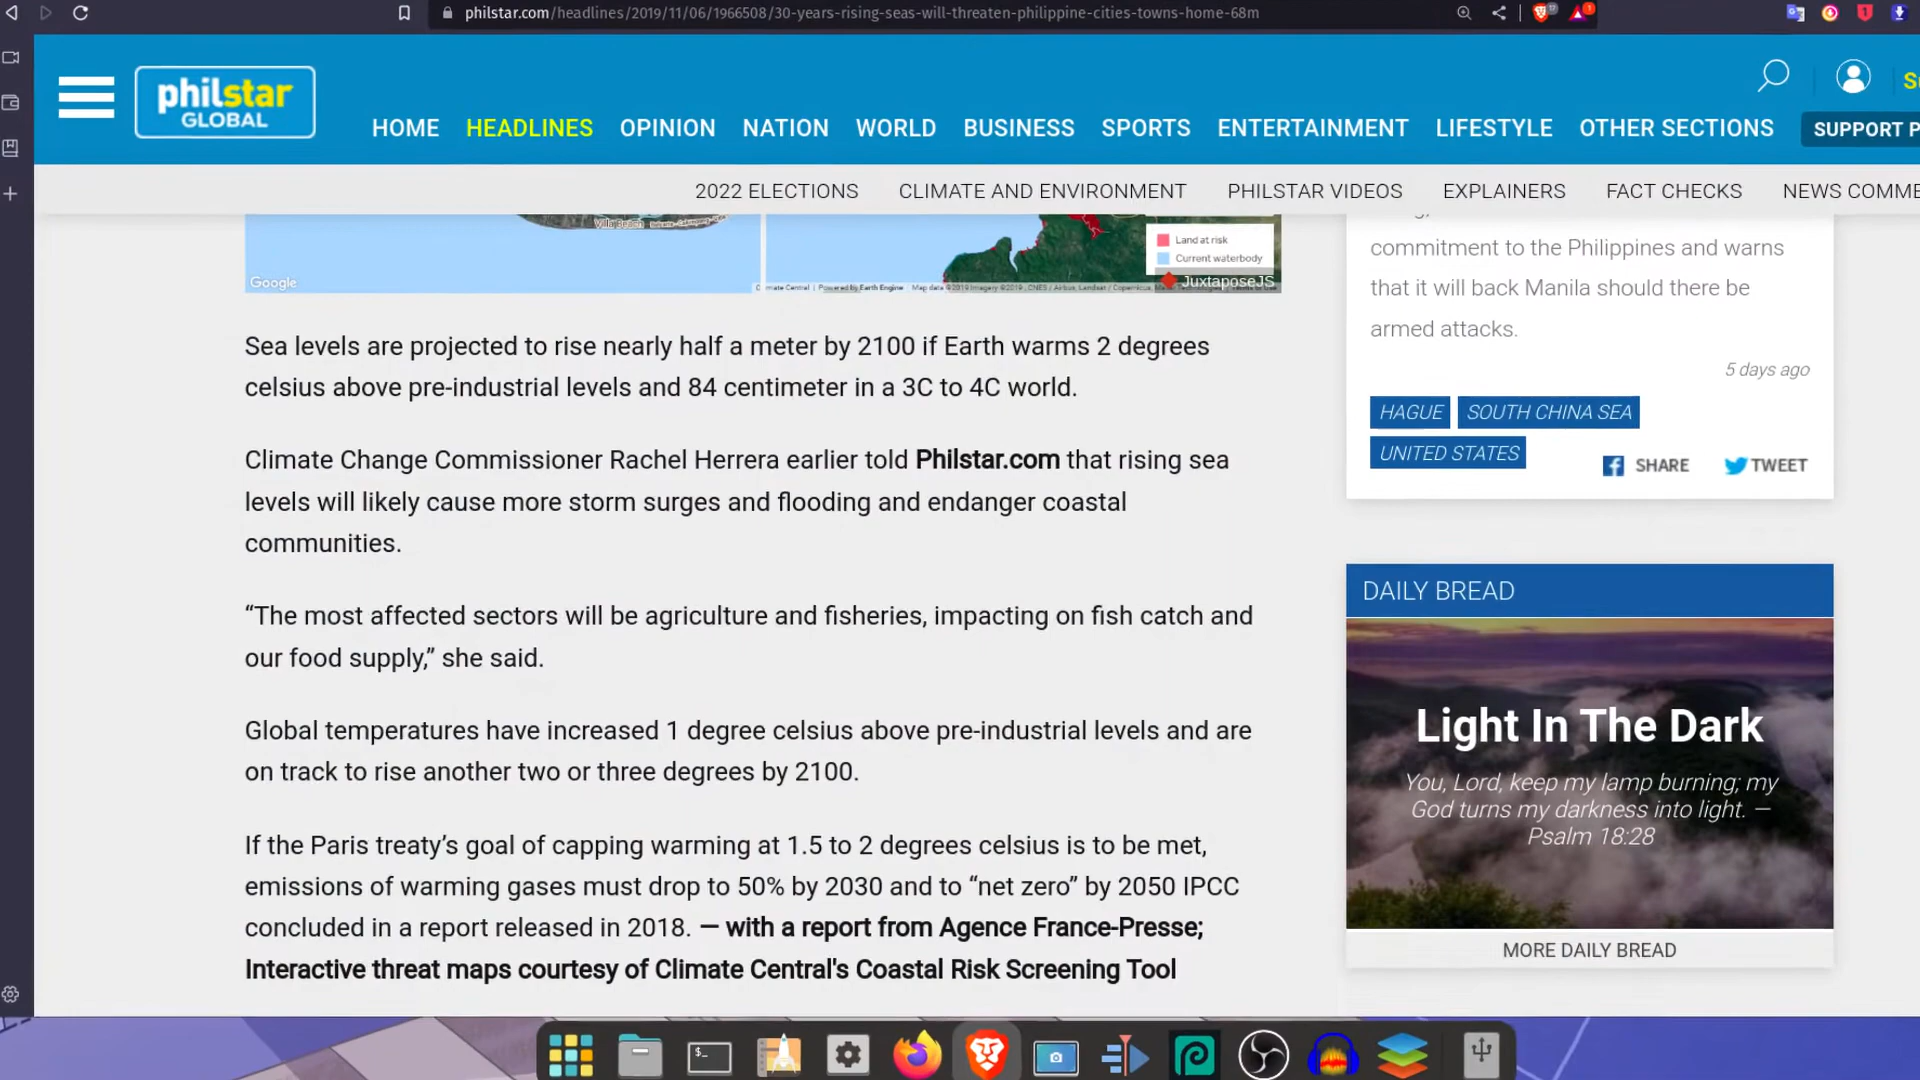 philstar.com/headlines/2019/11/06/1966508/30-years-rising-seas-will-threaten-philippine-cities-towns-home-68m
philstar
GLOBAL
HOME HEADLINES OPINION NATION WORLD BUSINESS SPORTS ENTERTAINMENT LIFESTYLE OTHER SECTIONS
SUPPORT P
2022 ELECTIONS CLIMATE AND ENVIRONMENT PHILSTAR VIDEOS EXPLAINERS FACT CHECKS NEWS COMME
Villa Beach
Land at risk
Current waterbody
Google
Powered by Earth Engine
JuxtaposeJS
Sea levels are projected to rise nearly half a meter by 2100 if Earth warms 2 degrees
celsius above pre-industrial levels and 84 centimeter in a 3C to 4C world.
Climate Change Commissioner Rachel Herrera earlier told Philstar.com that rising sea
levels will likely cause more storm surges and flooding and endanger coastal
communities.
“The most affected sectors will be agriculture and fisheries, impacting on fish catch and
our food supply,” she said.
Global temperatures have increased 1 degree celsius above pre-industrial levels and are
on track to rise another two or three degrees by 2100.
If the Paris treaty’s goal of capping warming at 1.5 to 2 degrees celsius is to be met,
emissions of warming gases must drop to 50% by 2030 and to “net zero” by 2050 IPCC
concluded in a report released in 2018. — with a report from Agence France-Presse;
Interactive threat maps courtesy of Climate Central's Coastal Risk Screening Tool
commitment to the Philippines and warns
that it will back Manila should there be
armed attacks.
5 days ago
HAGUE SOUTH CHINA SEA
UNITED STATES
SHARE TWEET
DAILY BREAD
Light In The Dark
You, Lord, keep my lamp burning; my
God turns my darkness into light. —
Psalm 18:28
MORE DAILY BREAD